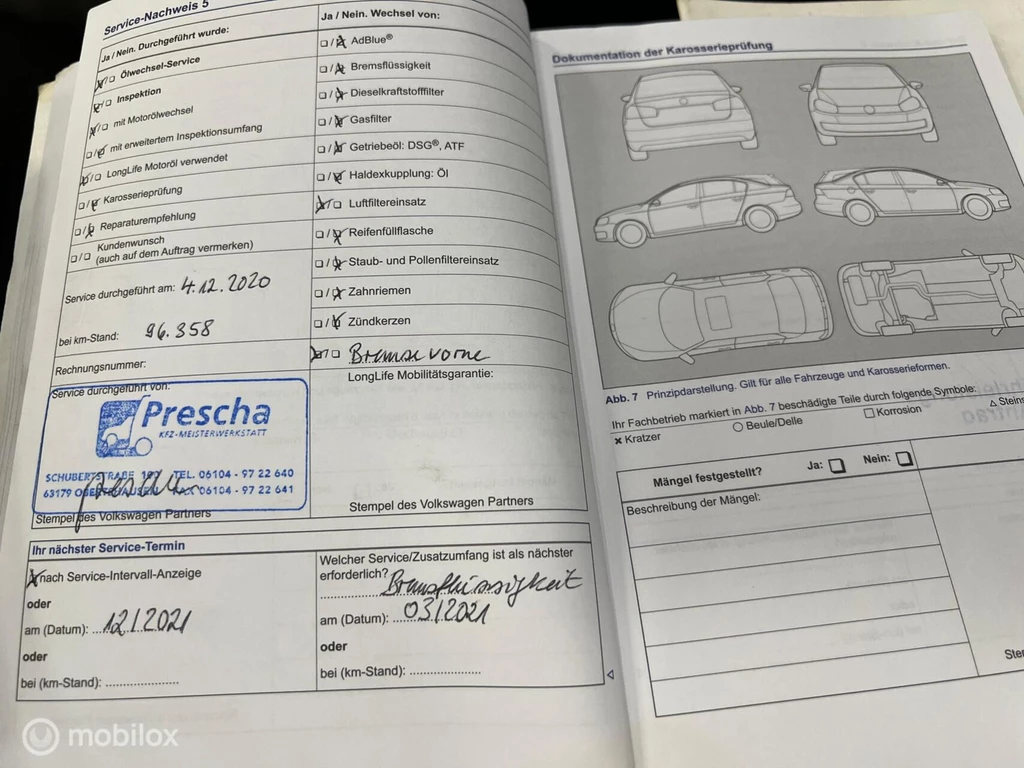 Service-Nachweis 5
Ja / Nein. Durchgeführt wurde:
Ölwechsel-Service
Inspektion
mit Motorölwechsel
mit erweitertem Inspektionsumfang
LongLife Motoröl verwendet
Karosserieprüfung
Reparaturempfehlung
Kundenwunsch
(auch auf dem Auftrag vermerken)
Service durchgeführt am: 4.12.2020
bei km-Stand: 96.358
Rechnungsnummer:
Service durchgeführt von:
Prescha
KFZ-MEISTERWERKSTATT
SCHUBERTSTRAßE TEL. 06104 - 97 22 640
63179 OBERTSHAUSEN FAX 06104 - 97 22 641
Stempel des Volkswagen Partners
Ja / Nein. Wechsel von:
AdBlue®
Bremsflüssigkeit
Dieselkraftstofffilter
Gasfilter
Getriebeöl: DSG®, ATF
Haldexkupplung: Öl
Luftfiltereinsatz
Reifenfüllflasche
Staub- und Pollenfiltereinsatz
Zahnriemen
Zündkerzen
Bremse vorne
LongLife Mobilitätsgarantie:
Stempel des Volkswagen Partners
Ihr nächster Service-Termin
nach Service-Intervall-Anzeige
oder
am (Datum): ...12/2021
oder
bei (km-Stand): ....................
Welcher Service/Zusatzumfang ist als nächster
erforderlich? Bremsflüssigkeit
am (Datum): ......03/2021
oder
bei (km-Stand): ....................
Dokumentation der Karosserieprüfung
Abb. 7 Prinzipdarstellung. Gilt für alle Fahrzeuge und Karosserieformen.
Ihr Fachbetrieb markiert in Abb. 7 beschädigte Teile durch folgende Symbole:
× Kratzer ○ Beule/Delle □ Korrosion △ Steins
Mängel festgestellt? Ja: Nein:
Beschreibung der Mängel:
Ster
mobilox